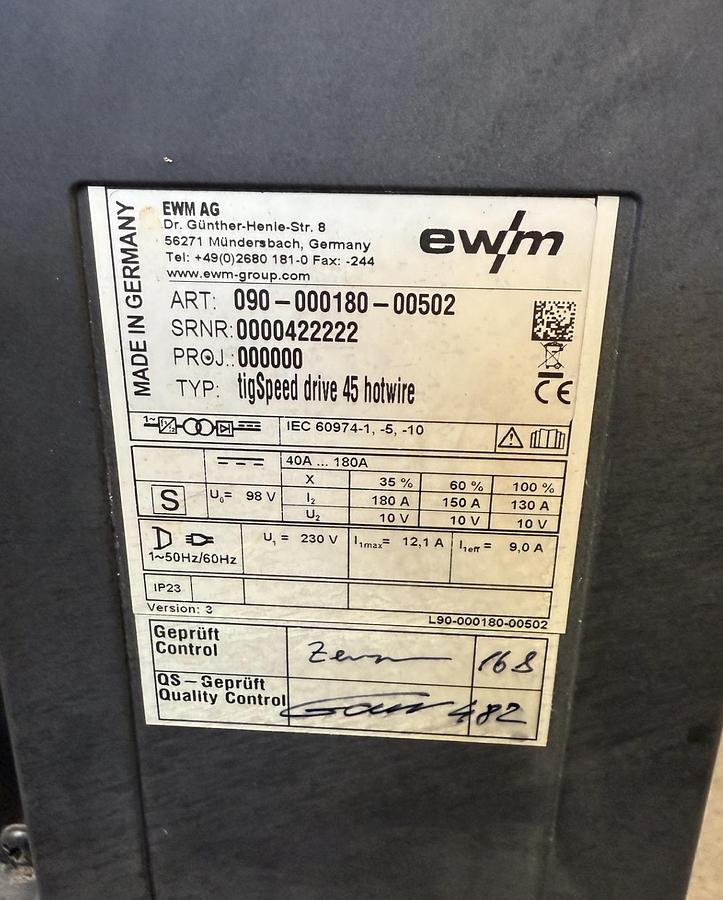 MADE IN GERMANY
EWM AG
Dr. Günther-Henle-Str. 8
56271 Mündersbach, Germany
Tel: +49(0)2680 181-0 Fax: -244
www.ewm-group.com
ewm
ART: 090-000180-00502
SRNR: 0000422222
PROJ.: 000000
TYP: tigSpeed drive 45 hotwire
CE
1~ IEC 60974-1, -5, -10
40A ... 180A
X 35 % 60 % 100 %
S U₀= 98 V I₂ 180 A 150 A 130 A
U₂ 10 V 10 V 10 V
U₁ = 230 V I₁max= 12,1 A I₁eff= 9,0 A
1~50Hz/60Hz
IP23
Version: 3 L90-000180-00502
Geprüft
Control 168
QS-Geprüft
Quality Control 482